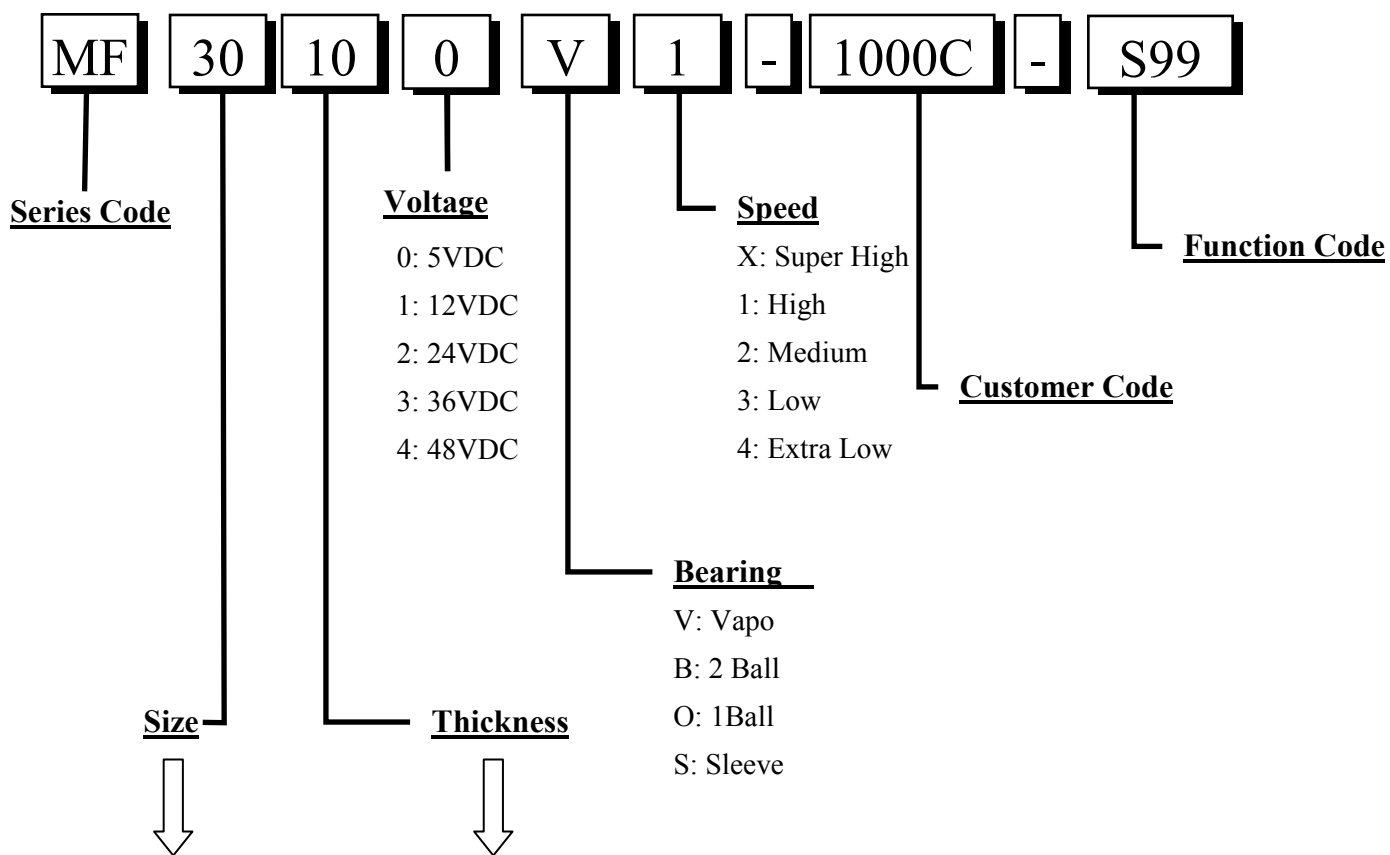 MF 30 10 0 V 1 - 1000C - S99
Series Code
Voltage
0: 5VDC
1: 12VDC
2: 24VDC
3: 36VDC
4: 48VDC
Speed
X: Super High
1: High
2: Medium
3: Low
4: Extra Low
Function Code
Customer Code
Bearing
V: Vapo
B: 2 Ball
O: 1Ball
S: Sleeve
Size
Thickness